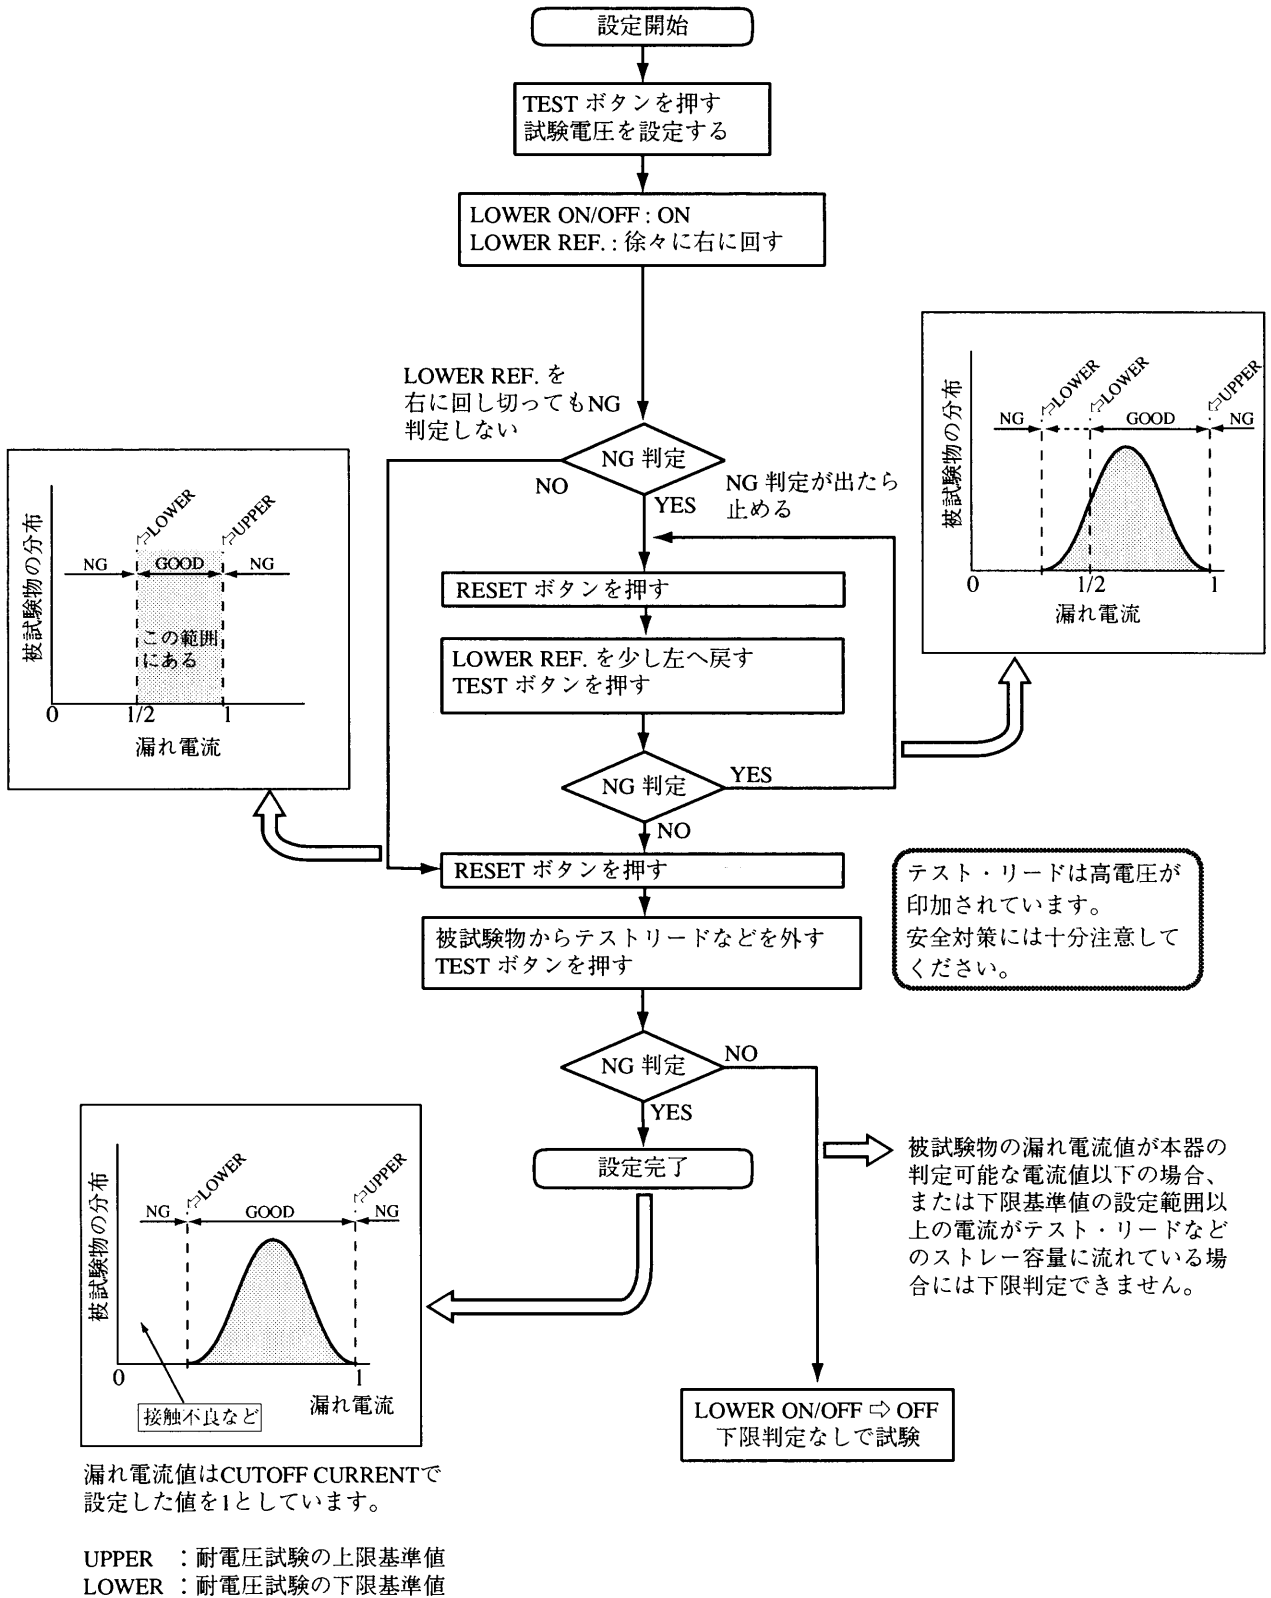 設定開始
TEST ボタンを押す
試験電圧を設定する
LOWER ON/OFF : ON
LOWER REF. : 徐々に右に回す
LOWER REF. を
右に回し切ってもNG
判定しない
NG 判定
NO
YES
NG 判定が出たら
止める
RESET ボタンを押す
LOWER REF. を少し左へ戻す
TEST ボタンを押す
NG 判定
YES
NO
RESET ボタンを押す
被試験物からテストリードなどを外す
TEST ボタンを押す
NG 判定
NO
YES
設定完了
被試験物の分布
LOWER
UPPER
NG
GOOD
NG
この範囲
にある
0
1/2
1
漏れ電流
被試験物の分布
LOWER
LOWER
UPPER
NG
GOOD
NG
0
1/2
1
漏れ電流
テスト・リードは高電圧が
印加されています。
安全対策には十分注意して
ください。
被試験物の漏れ電流値が本器の
判定可能な電流値以下の場合、
または下限基準値の設定範囲以
上の電流がテスト・リードなど
のストレー容量に流れている場
合には下限判定できません。
LOWER ON/OFF ⇨ OFF
下限判定なしで試験
被試験物の分布
LOWER
UPPER
NG
GOOD
NG
0
1
漏れ電流
接触不良など
漏れ電流値はCUTOFF CURRENTで
設定した値を1としています。
UPPER ：耐電圧試験の上限基準値
LOWER ：耐電圧試験の下限基準値